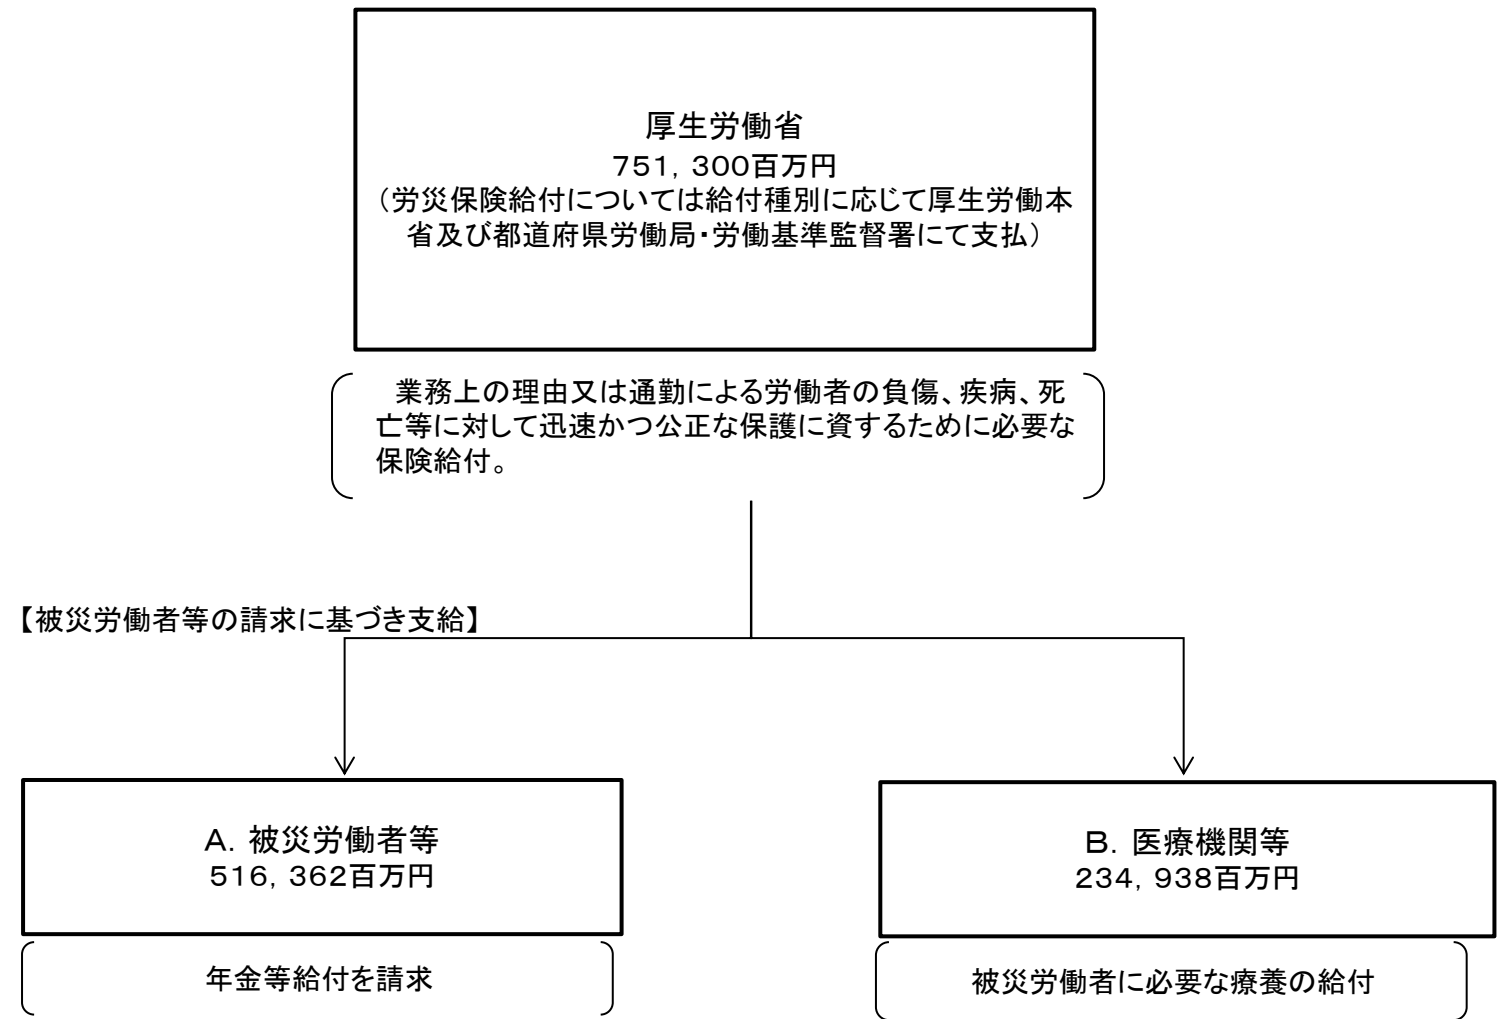 厚生労働省
751，300百万円
（労災保険給付については給付種別に応じて厚生労働本
省及び都道府県労働局・労働基準監督署にて支払）
業務上の理由又は通勤による労働者の負傷、疾病、死
亡等に対して迅速かつ公正な保護に資するために必要な
保険給付。
【被災労働者等の請求に基づき支給】
A．被災労働者等
516，362百万円
年金等給付を請求
B．医療機関等
234，938百万円
被災労働者に必要な療養の給付